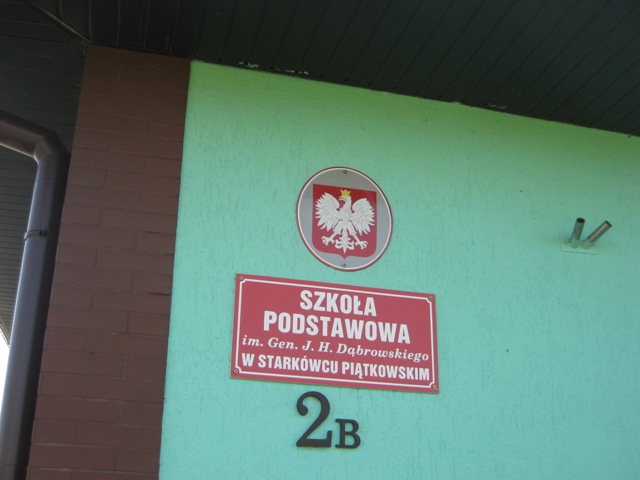 SZKOŁA
PODSTAWOWA
im. Gen. J. H. Dąbrowskiego
W STARKÓWCU PIĄTKOWSKIM
2B